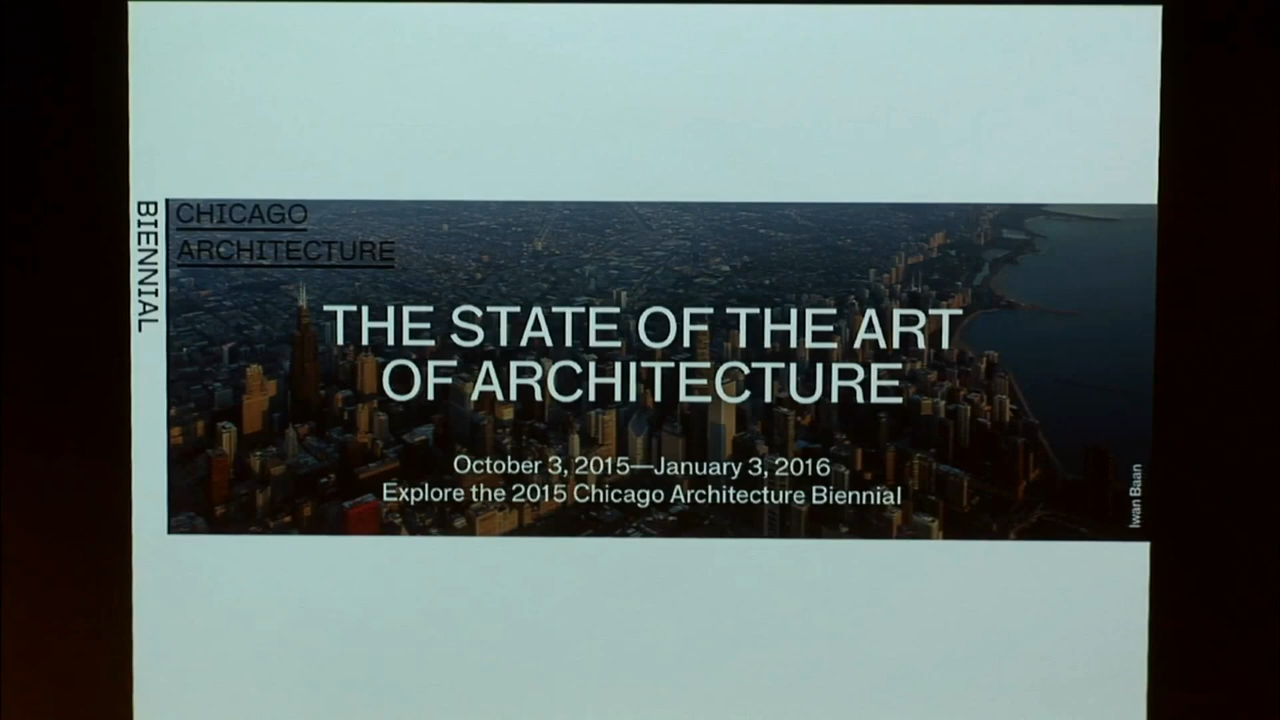 BIENNIAL
CHICAGO
ARCHITECTURE
THE STATE OF THE ART
OF ARCHITECTURE
October 3, 2015—January 3, 2016
Explore the 2015 Chicago Architecture Biennial
Iwan Baan